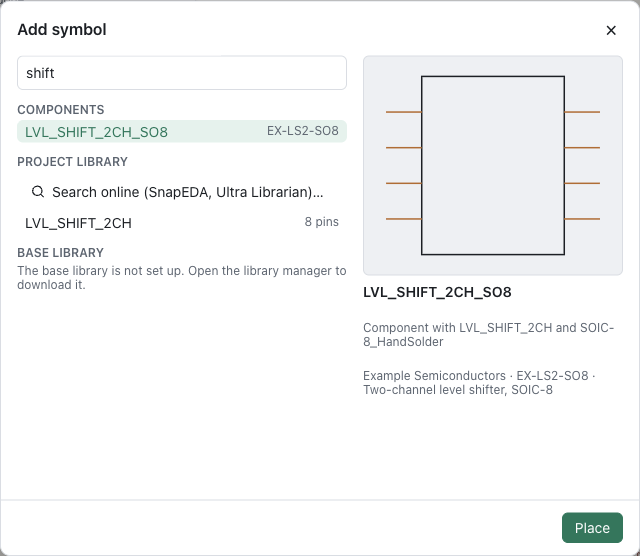 Add symbol
shift
COMPONENTS
LVL_SHIFT_2CH_SO8 EX-LS2-SO8
PROJECT LIBRARY
Search online (SnapEDA, Ultra Librarian)...
LVL_SHIFT_2CH 8 pins
BASE LIBRARY
The base library is not set up. Open the library manager to
download it.
LVL_SHIFT_2CH_SO8
Component with LVL_SHIFT_2CH and SOIC-
8_HandSolder
Example Semiconductors · EX-LS2-SO8 ·
Two-channel level shifter, SOIC-8
Place